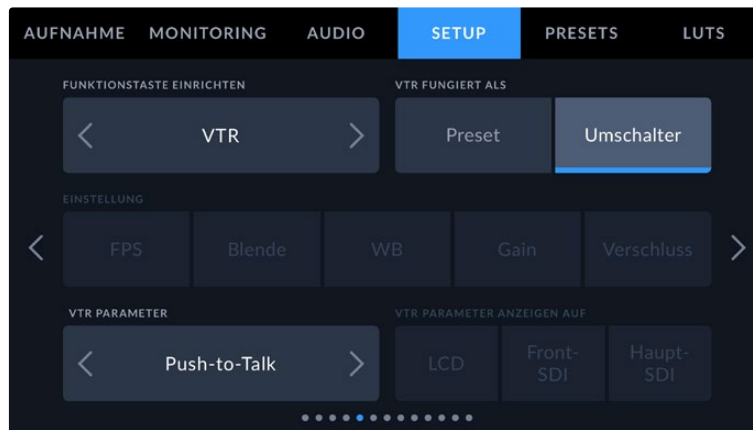 AUFNAHME MONITORING AUDIO SETUP PRESETS LUTS
FUNKTIONSTASTE EINRICHTEN VTR FUNGIERT ALS
VTR Preset Umschalter
EINSTELLUNG
FPS Blende WB Gain Verschluss
VTR PARAMETER VTR PARAMETER ANZEIGEN AUF
Push-to-Talk LCD Front-SDI Haupt-SDI